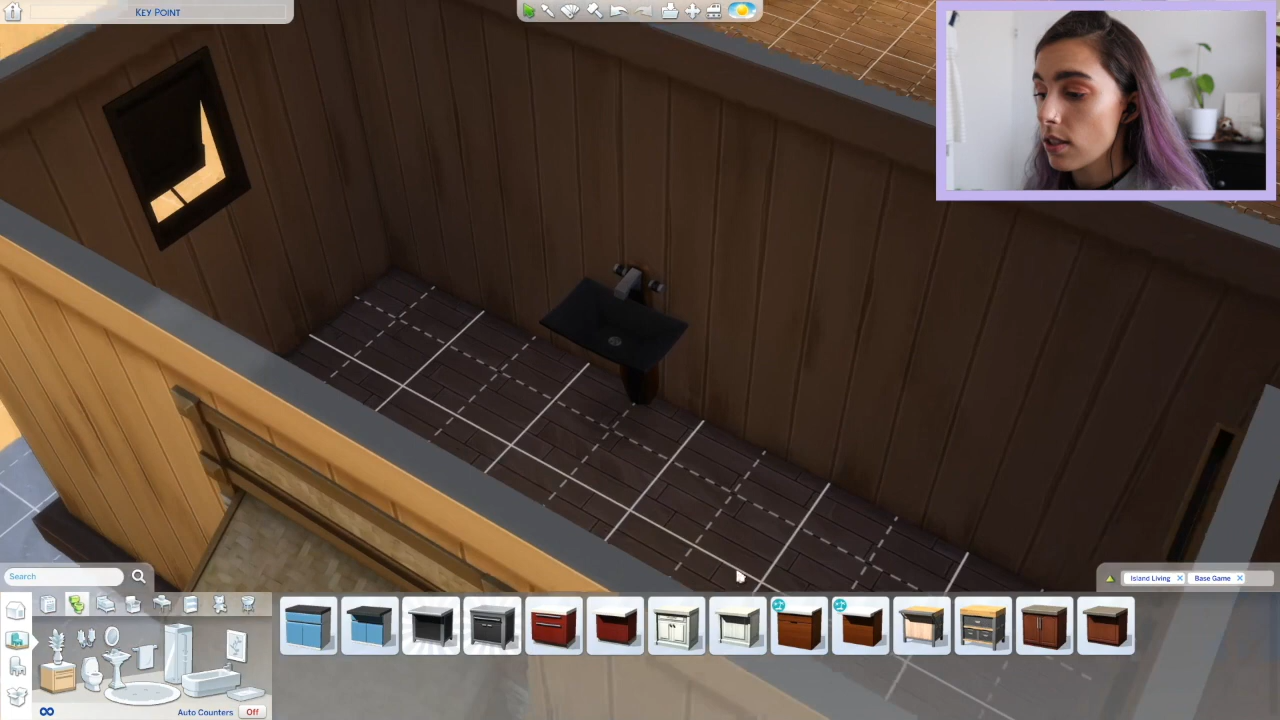 KEY POINT
Search
Island Living
Base Game
Auto Counters
Off